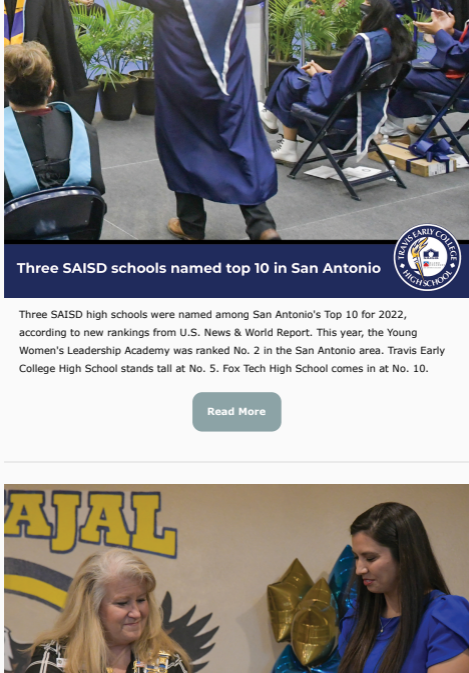 Three SAISD schools named top 10 in San Antonio
TRAVIS EARLY COLLEGE
HIGH SCHOOL
Three SAISD high schools were named among San Antonio's Top 10 for 2022,
according to new rankings from U.S. News & World Report. This year, the Young
Women's Leadership Academy was ranked No. 2 in the San Antonio area. Travis Early
College High School stands tall at No. 5. Fox Tech High School comes in at No. 10.
Read More
AJAL